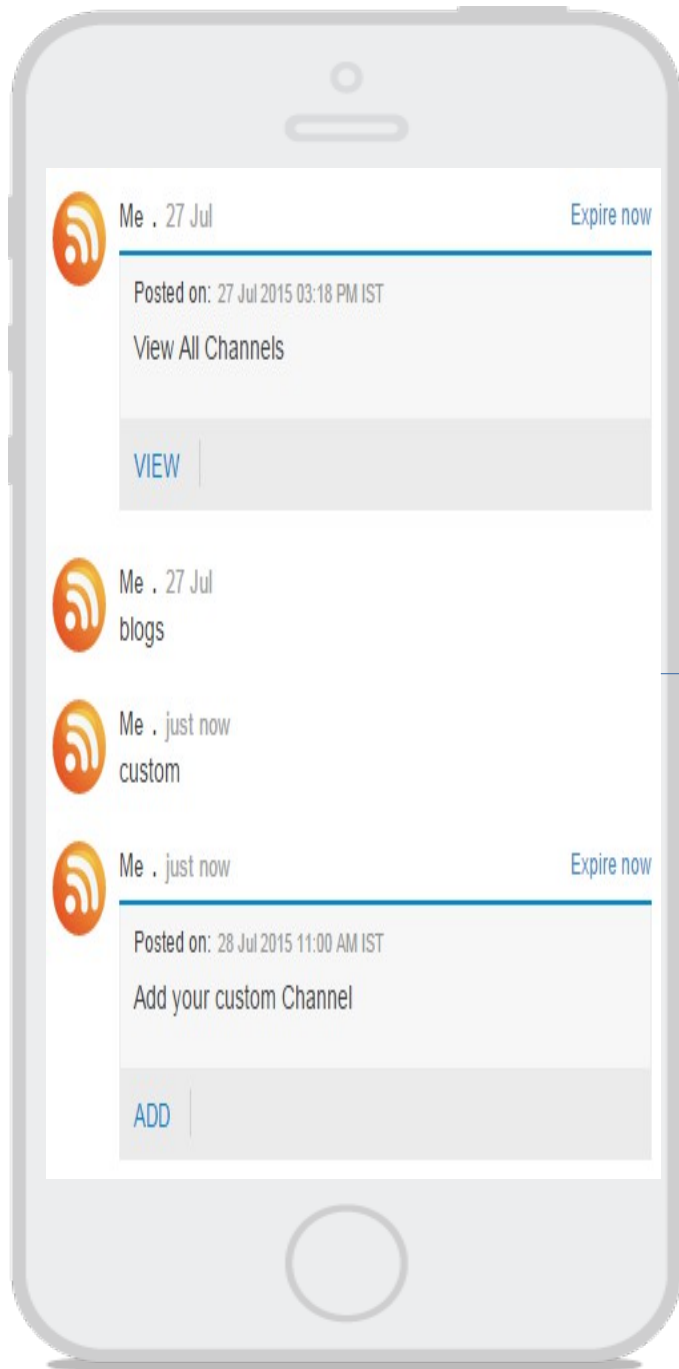 Me . 27 Jul Expire now
Posted on: 27 Jul 2015 03:18 PM IST
View All Channels
VIEW
Me . 27 Jul
blogs
Me . just now
custom
Me . just now Expire now
Posted on: 28 Jul 2015 11:00 AM IST
Add your custom Channel
ADD